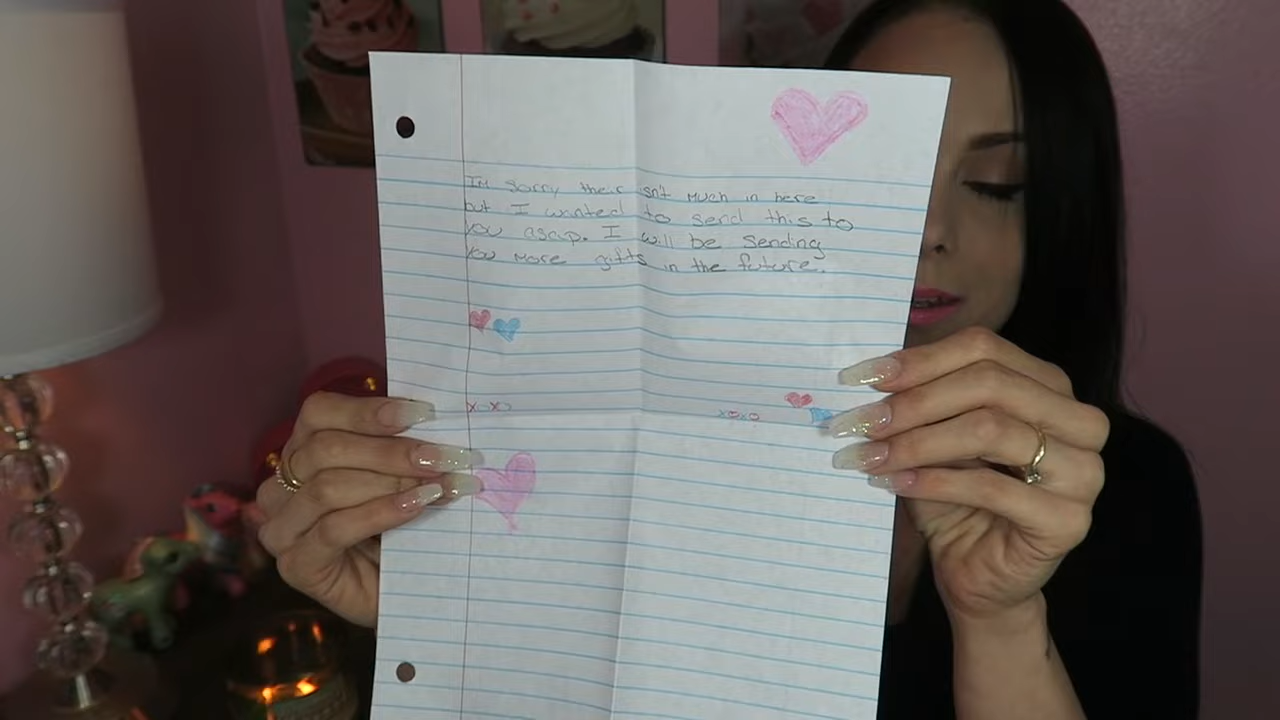 I'm sorry their isn't much in here
but I wanted to send this to
you asap. I will be sending
you more gifts in the future.
xoxo
xoxo